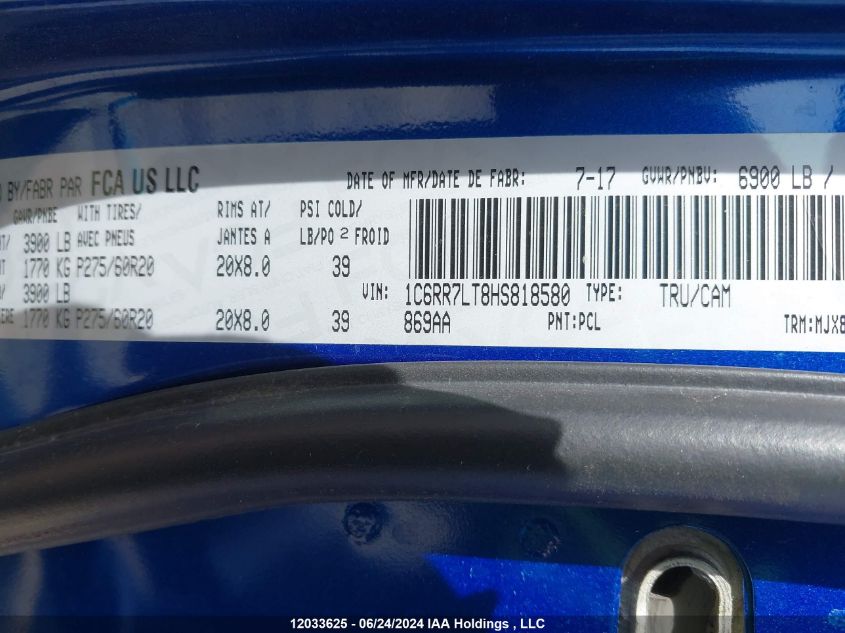 BY/FABR PAR FCA US LLC DATE OF MFR/DATE DE FABR: 7-17 GVWR/PNBV: 6900 LB /
GAWR/PNBE WITH TIRES/ RIMS AT/ PSI COLD/
3900 LB AVEC PNEUS JANTES A LB/PO 2 FROID
1770 KG P275/60R20 20X8.0 39
3900 LB VIN: 1C6RR7LT8HS818580 TYPE: TRU/CAM
1770 KG P275/60R20 20X8.0 39 869AA PNT:PCL TRM:MJX8
12033625 - 06/24/2024 IAA Holdings , LLC